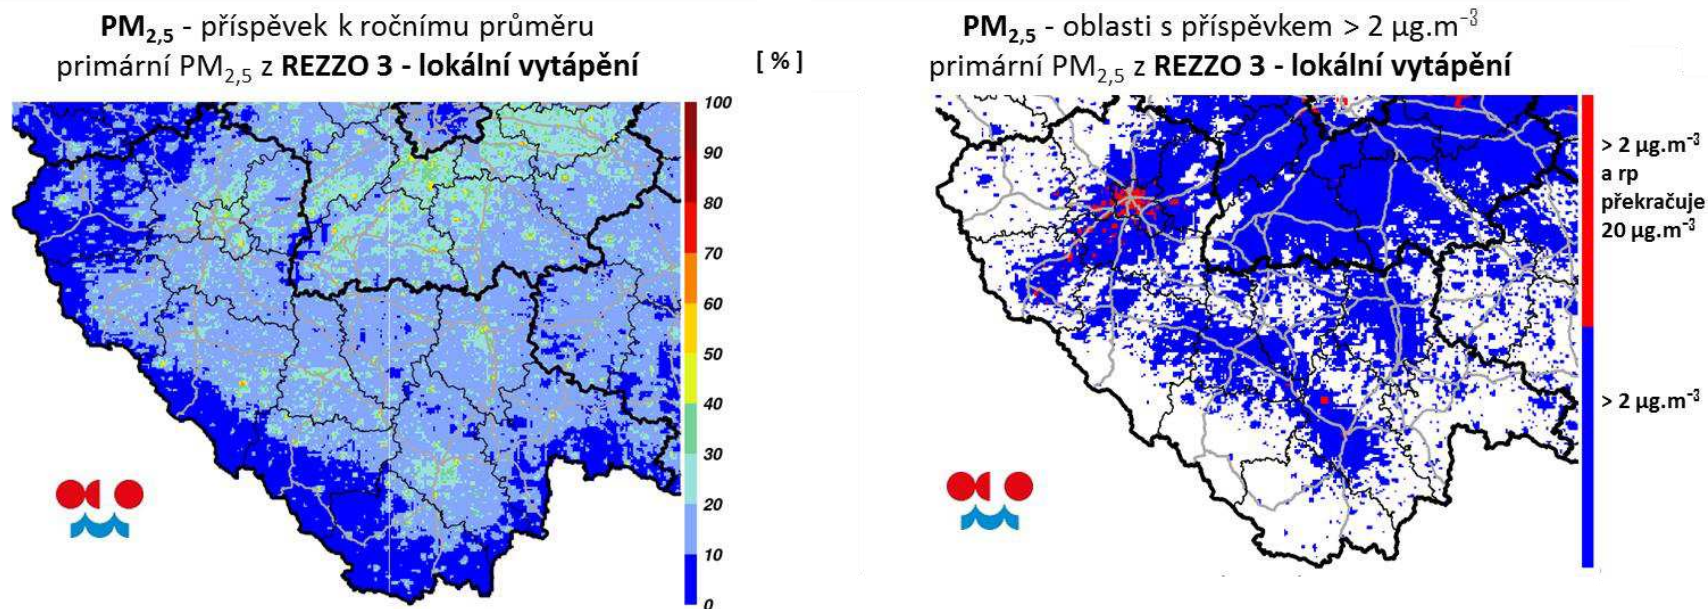 PM2,5 - příspěvek k ročnímu průměru
primární PM2,5 z REZZO 3 - lokální vytápění
[ % ]
100
90
80
70
60
50
40
30
20
10
0
PM2,5 - oblasti s příspěvkem > 2 µg.m⁻³
primární PM2,5 z REZZO 3 - lokální vytápění
> 2 µg.m⁻³
a rp
překračuje
20 µg.m⁻³
> 2 µg.m⁻³